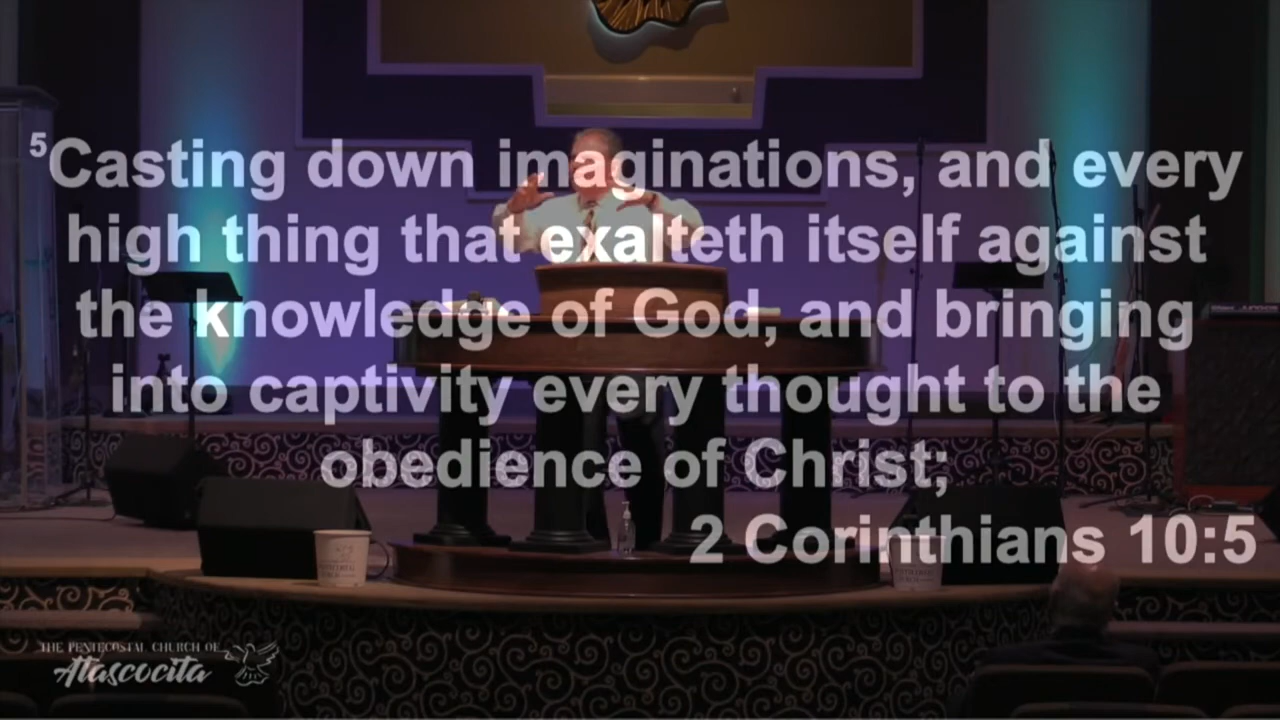 ⁵Casting down imaginations, and every
high thing that exalteth itself against
the knowledge of God, and bringing
into captivity every thought to the
obedience of Christ;
2 Corinthians 10:5
THE PENTECOSTAL CHURCH OF
Atascocita